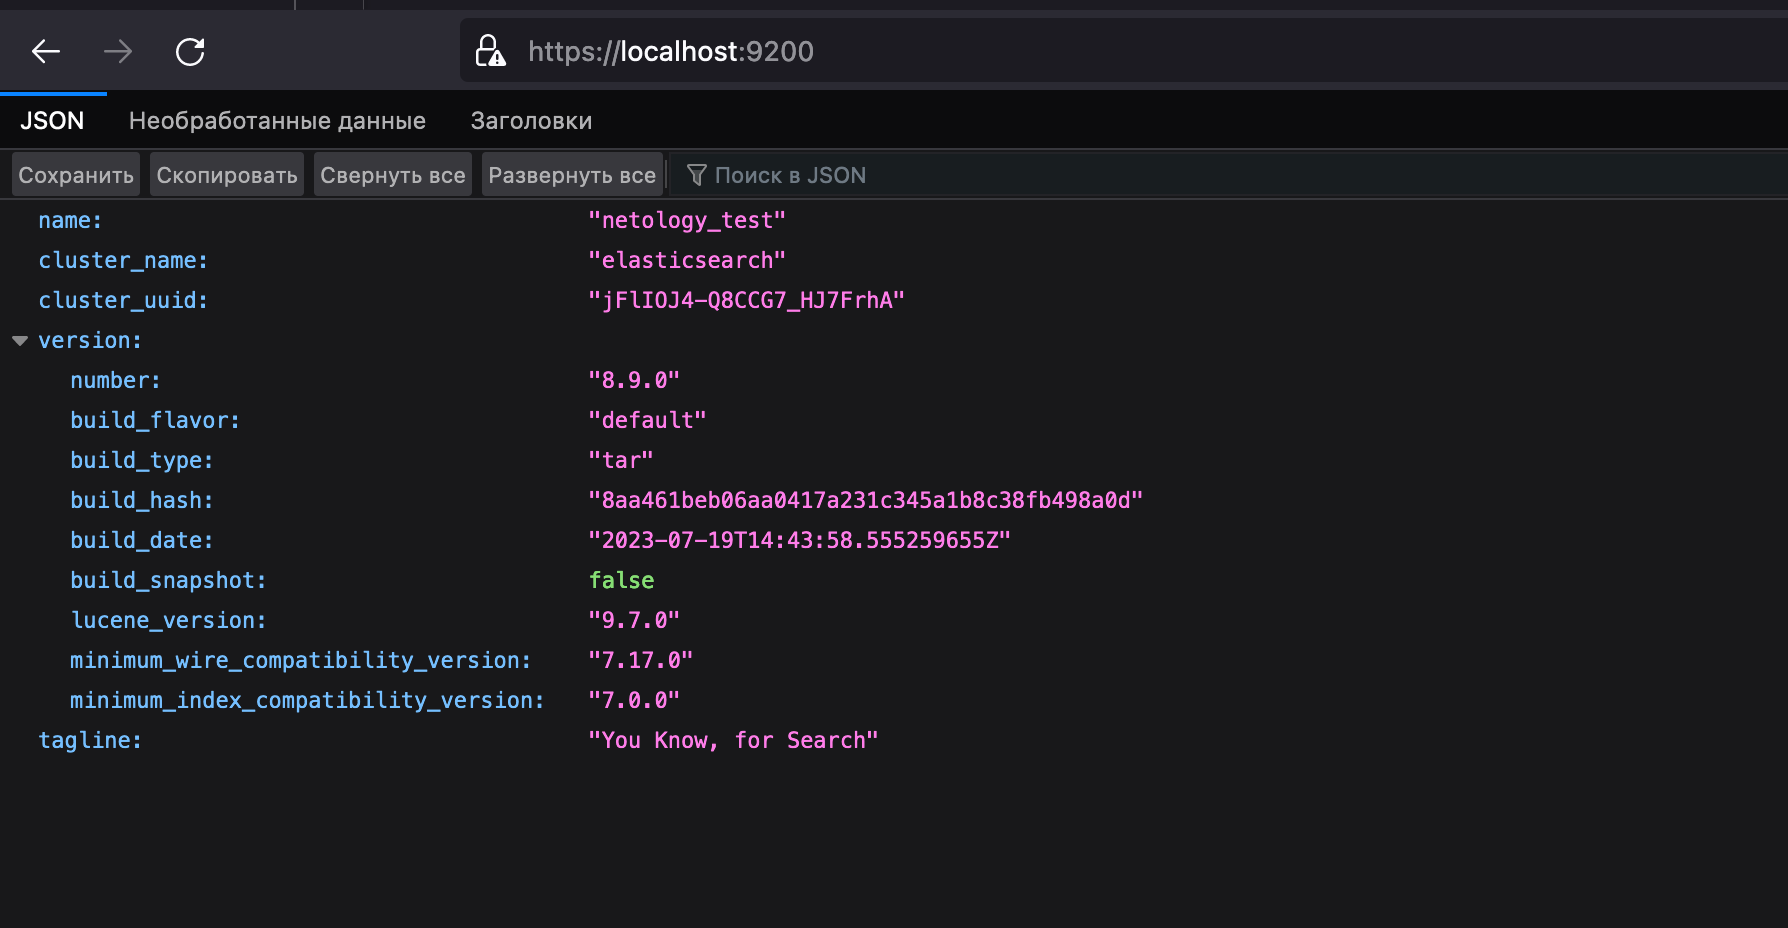 https://localhost:9200
JSON Необработанные данные Заголовки
Сохранить Скопировать Свернуть все Развернуть все Поиск в JSON
name: "netology_test"
cluster_name: "elasticsearch"
cluster_uuid: "jFlIOJ4-Q8CCG7_HJ7FrhA"
version:
number: "8.9.0"
build_flavor: "default"
build_type: "tar"
build_hash: "8aa461beb06aa0417a231c345a1b8c38fb498a0d"
build_date: "2023-07-19T14:43:58.555259655Z"
build_snapshot: false
lucene_version: "9.7.0"
minimum_wire_compatibility_version: "7.17.0"
minimum_index_compatibility_version: "7.0.0"
tagline: "You Know, for Search"